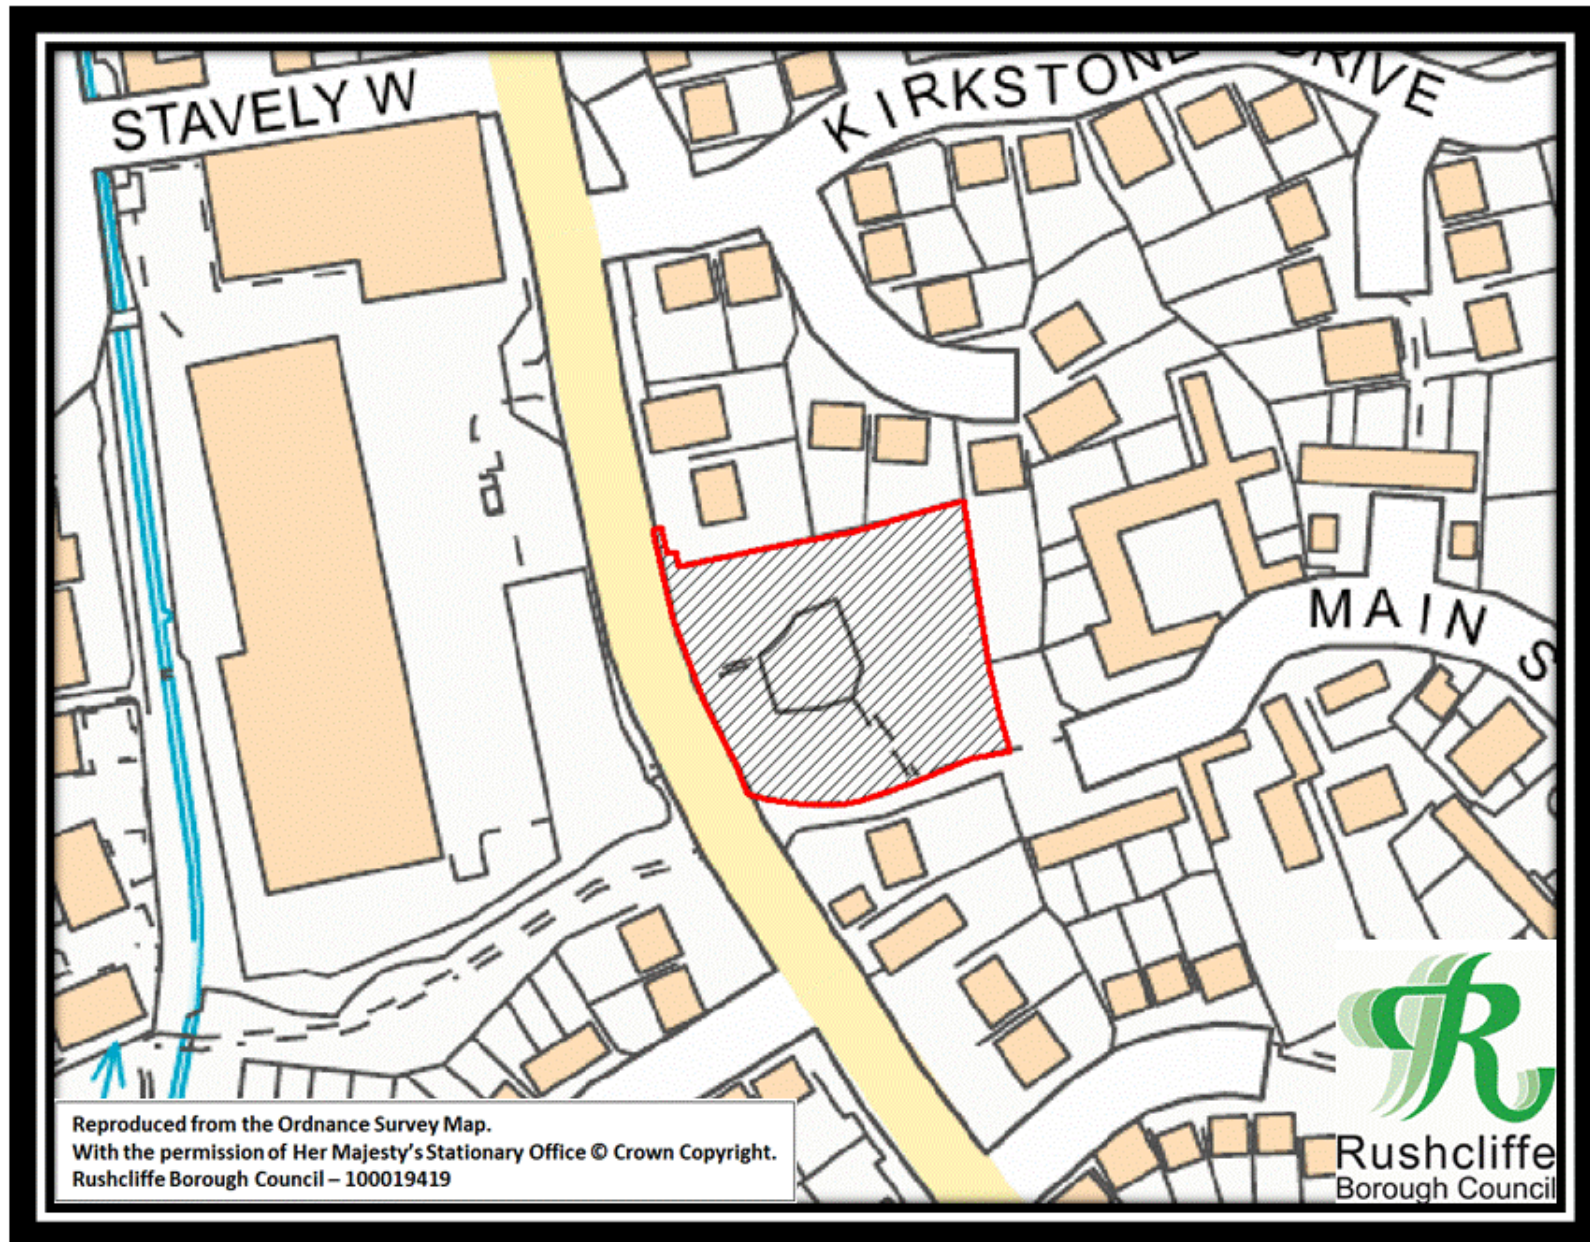 STAVELY W
KIRKSTONE DRIVE
MAIN S
Reproduced from the Ordnance Survey Map.
With the permission of Her Majesty's Stationary Office © Crown Copyright.
Rushcliffe Borough Council – 100019419
R
Rushcliffe
Borough Council